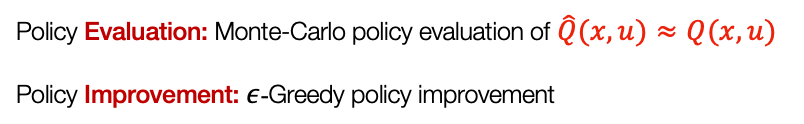 Policy Evaluation: Monte-Carlo policy evaluation of Q̂(x, u) ≈ Q(x, u)
Policy Improvement: ϵ-Greedy policy improvement